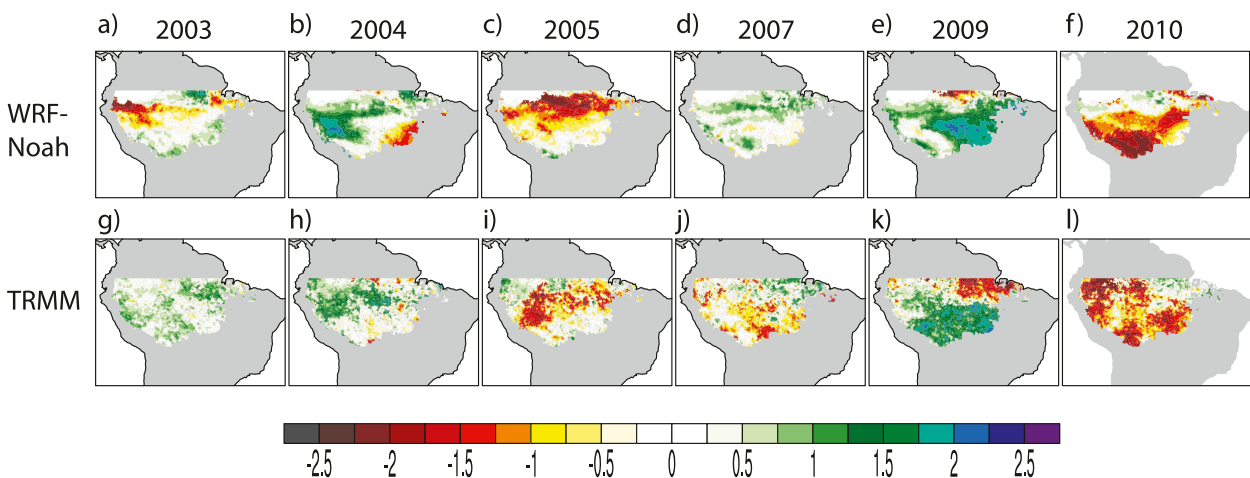 a) 2003 b) 2004 c) 2005 d) 2007 e) 2009 f) 2010
WRF-
Noah
g) h) i) j) k) l)
TRMM
-2.5 -2 -1.5 -1 -0.5 0 0.5 1 1.5 2 2.5